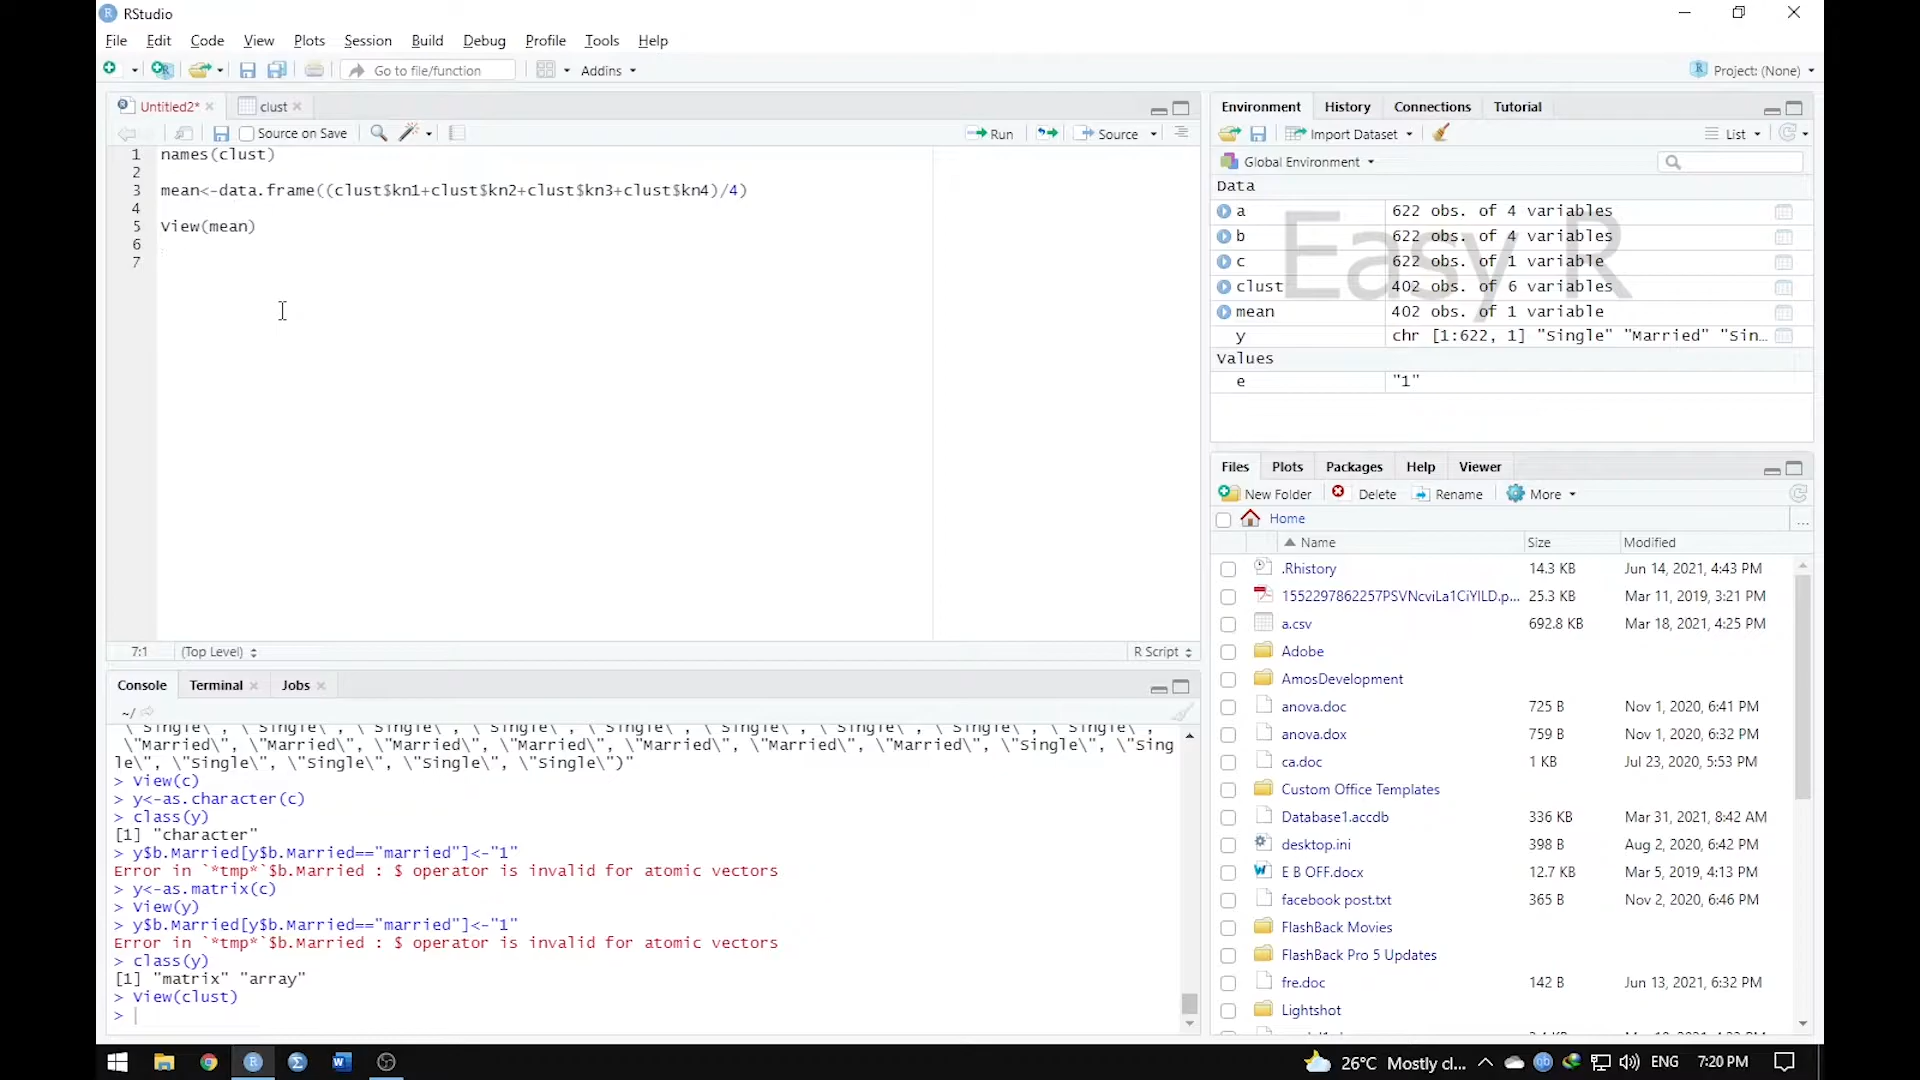 RStudio
File Edit Code View Plots Session Build Debug Profile Tools Help
Go to file/function Addins Project: (None)
Untitled2* clust
Source on Save Run Source
1 names(clust)
2
3 mean<-data.frame((clust$kn1+clust$kn2+clust$kn3+clust$kn4)/4)
4
5 View(mean)
6
7
7:1 (Top Level) R Script
Console Terminal Jobs
~/
\"Single\", \"Single\", \"Single\", \"Single\", \"Single\", \"Single\", \"Single\", \"Single\", \"Single\",
\"Married\", \"Married\", \"Married\", \"Married\", \"Married\", \"Married\", \"Married\", \"Single\", \"Sing
le\", \"Single\", \"Single\", \"Single\", \"Single\")"
> View(c)
> y<-as.character(c)
> class(y)
[1] "character"
> y$b.Married[y$b.Married=="married"]<-"1"
Error in `*tmp*`$b.Married : $ operator is invalid for atomic vectors
> y<-as.matrix(c)
> View(y)
> y$b.Married[y$b.Married=="married"]<-"1"
Error in `*tmp*`$b.Married : $ operator is invalid for atomic vectors
> class(y)
[1] "matrix" "array"
> View(clust)
>
Environment History Connections Tutorial
Import Dataset List
Global Environment
Data
a 622 obs. of 4 variables
b 622 obs. of 4 variables
c 622 obs. of 1 variable
clust 402 obs. of 6 variables
mean 402 obs. of 1 variable
y chr [1:622, 1] "Single" "Married" "Sin…
Values
e "1"
Easy R
Files Plots Packages Help Viewer
New Folder Delete Rename More
Home ...
Name Size Modified
.Rhistory 14.3 KB Jun 14, 2021, 4:43 PM
1552297862257PSVNcviLa1CiYlLD.p... 25.3 KB Mar 11, 2019, 3:21 PM
a.csv 692.8 KB Mar 18, 2021, 4:25 PM
Adobe
AmosDevelopment
anova.doc 725 B Nov 1, 2020, 6:41 PM
anova.dox 759 B Nov 1, 2020, 6:32 PM
ca.doc 1 KB Jul 23, 2020, 5:53 PM
Custom Office Templates
Database1.accdb 336 KB Mar 31, 2021, 8:42 AM
desktop.ini 398 B Aug 2, 2020, 6:42 PM
E B OFF.docx 12.7 KB Mar 5, 2019, 4:13 PM
facebook post.txt 365 B Nov 2, 2020, 6:46 PM
FlashBack Movies
FlashBack Pro 5 Updates
fre.doc 142 B Jun 13, 2021, 6:32 PM
Lightshot
26°C Mostly cl... ENG 7:20 PM